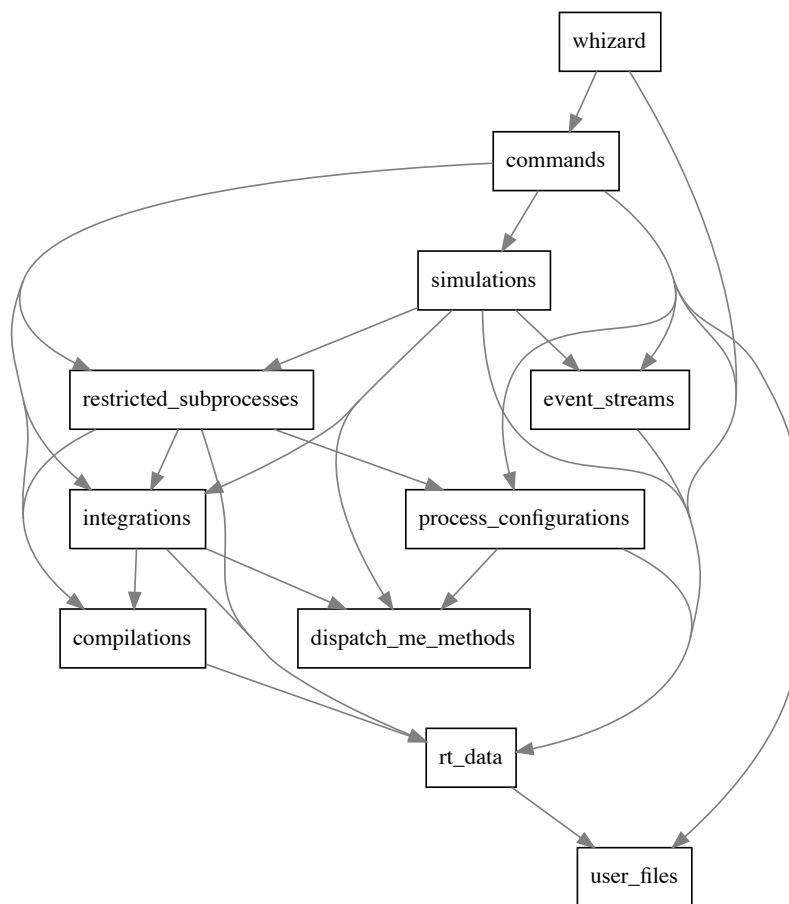 whizard
commands
simulations
restricted_subprocesses
event_streams
integrations
process_configurations
compilations
dispatch_me_methods
rt_data
user_files